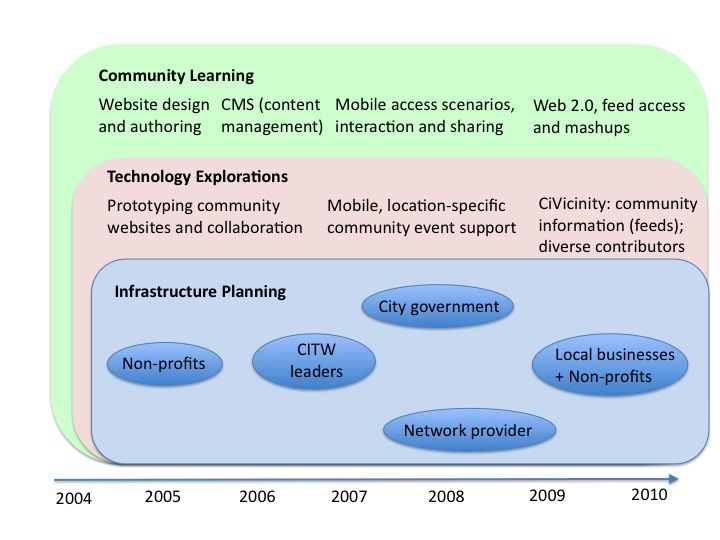 Community Learning
Website design
and authoring
CMS (content
management)
Mobile access scenarios,
interaction and sharing
Web 2.0, feed access
and mashups
Technology Explorations
Prototyping community
websites and collaboration
Mobile, location-specific
community event support
CiVicinity: community
information (feeds);
diverse contributors
Infrastructure Planning
City government
Non-profits
CITW
leaders
Local businesses
+ Non-profits
Network provider
2004 2005 2006 2007 2008 2009 2010